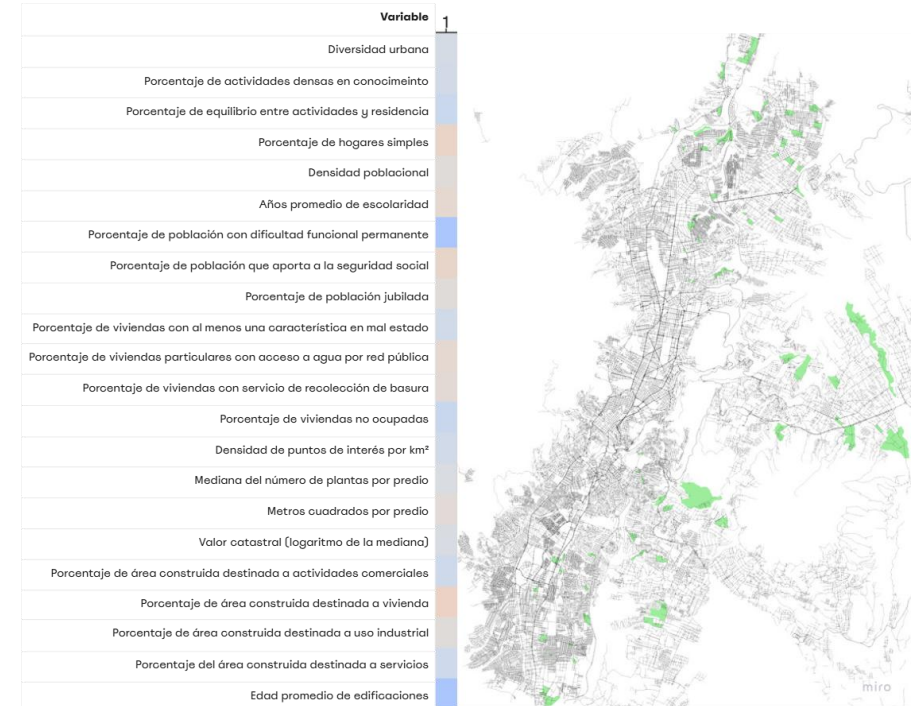 Variable
1
Diversidad urbana
Porcentaje de actividades densas en conocimeinto
Porcentaje de equilibrio entre actividades y residencia
Porcentaje de hogares simples
Densidad poblacional
Años promedio de escolaridad
Porcentaje de población con dificultad funcional permanente
Porcentaje de población que aporta a la seguridad social
Porcentaje de población jubilada
Porcentaje de viviendas con al menos una característica en mal estado
Porcentaje de viviendas particulares con acceso a agua por red pública
Porcentaje de viviendas con servicio de recolección de basura
Porcentaje de viviendas no ocupadas
Densidad de puntos de interés por km²
Mediana del número de plantas por predio
Metros cuadrados por predio
Valor catastral (logaritmo de la mediana)
Porcentaje de área construida destinada a actividades comerciales
Porcentaje de área construida destinada a vivienda
Porcentaje de área construida destinada a uso industrial
Porcentaje del área construida destinada a servicios
Edad promedio de edificaciones
miro